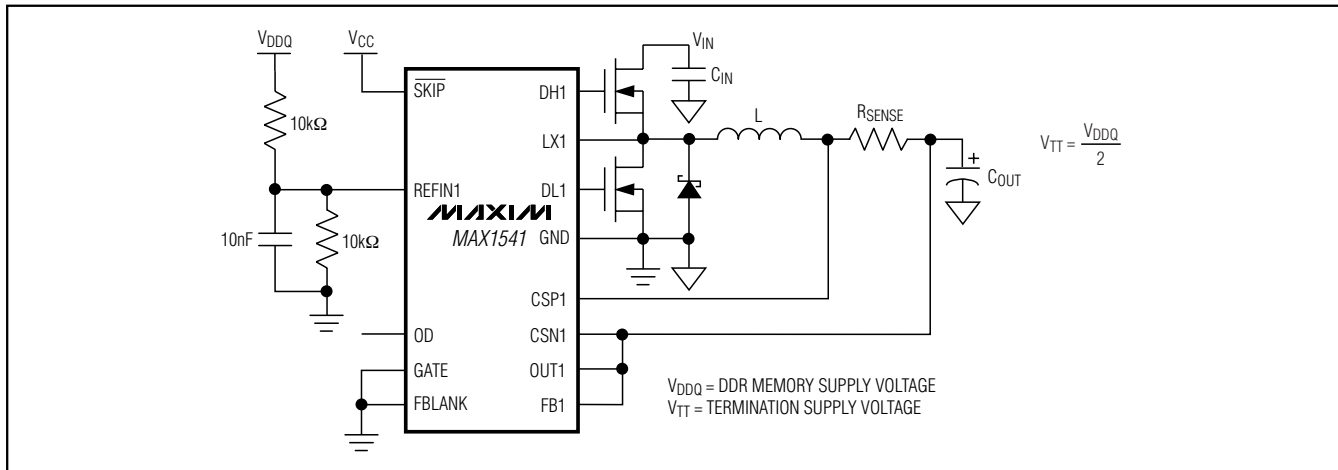 VDDQ
VCC
VIN
SKIP
DH1
CIN
10kΩ
LX1
L
RSENSE
VTT = VDDQ
2
REFIN1
DL1
+
COUT
MAXIM
MAX1541
10nF
10kΩ
GND
CSP1
OD
CSN1
GATE
OUT1
FBLANK
FB1
VDDQ = DDR MEMORY SUPPLY VOLTAGE
VTT = TERMINATION SUPPLY VOLTAGE